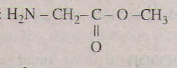 : H₂N – CH₂ – C – O – CH₃
||
O